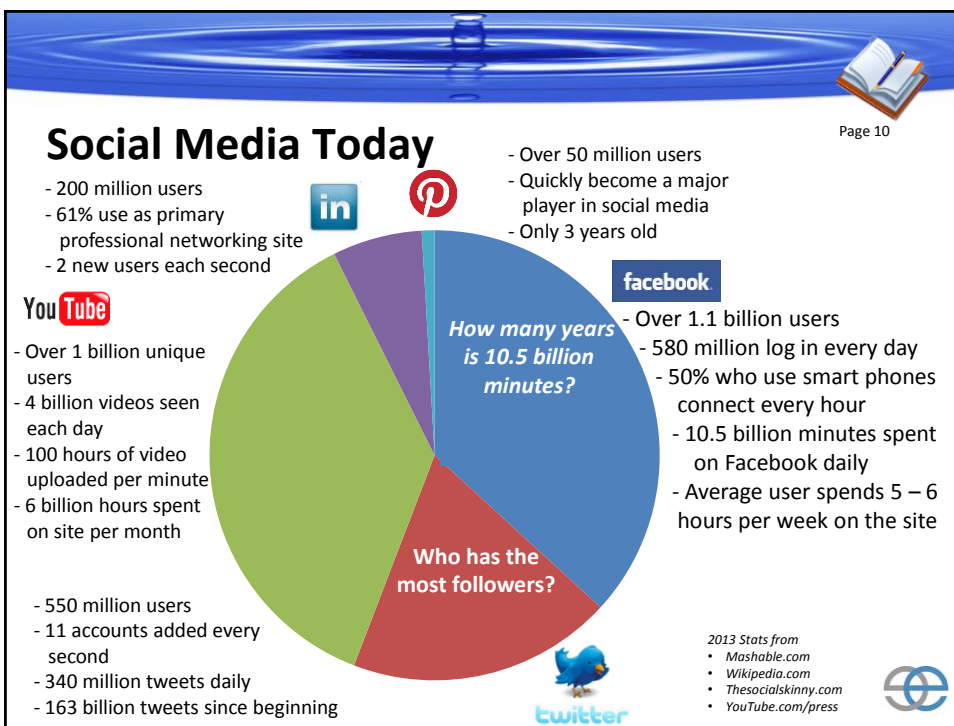 Page 10
Social Media Today
- 200 million users
- 61% use as primary
professional networking site
- 2 new users each second
in
- Over 50 million users
- Quickly become a major
player in social media
- Only 3 years old
facebook
- Over 1.1 billion users
- 580 million log in every day
- 50% who use smart phones
connect every hour
- 10.5 billion minutes spent
on Facebook daily
- Average user spends 5 – 6
hours per week on the site
How many years
is 10.5 billion
minutes?
You Tube
- Over 1 billion unique
users
- 4 billion videos seen
each day
- 100 hours of video
uploaded per minute
- 6 billion hours spent
on site per month
Who has the
most followers?
- 550 million users
- 11 accounts added every
second
- 340 million tweets daily
- 163 billion tweets since beginning
twitter
2013 Stats from
• Mashable.com
• Wikipedia.com
• Thesocialskinny.com
• YouTube.com/press